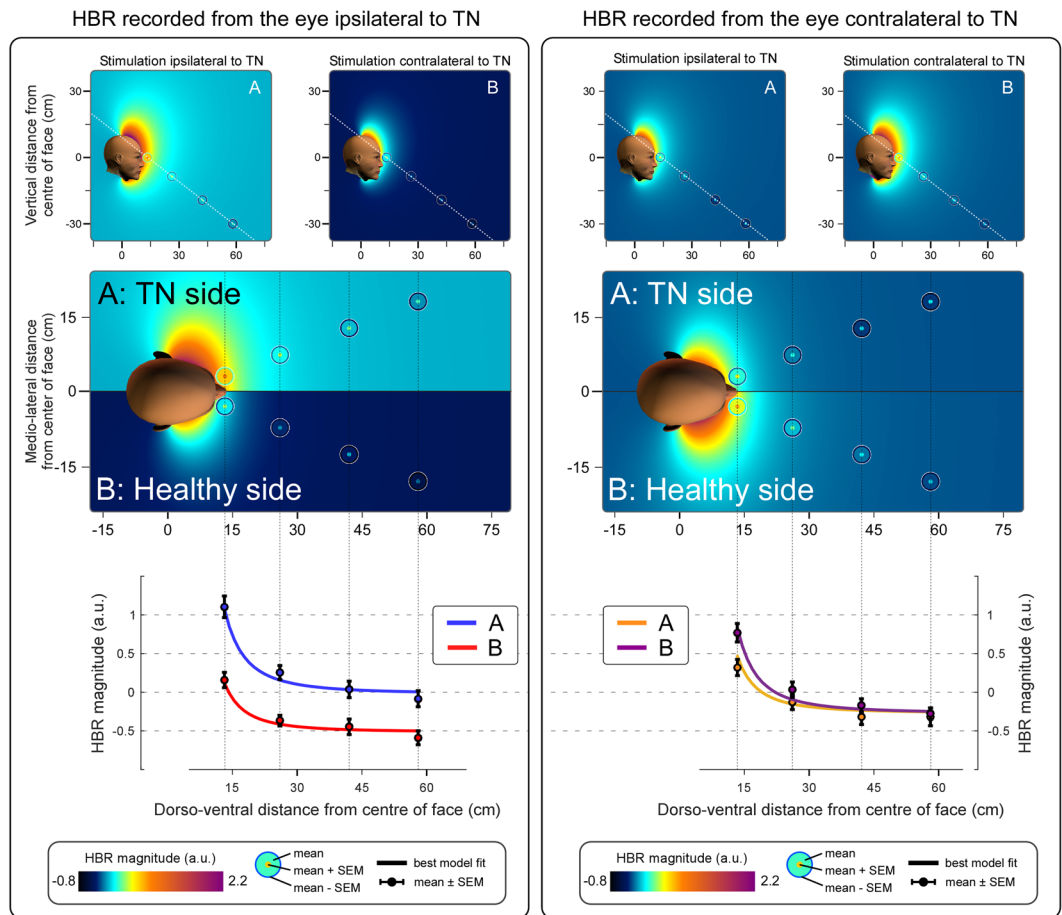 HBR recorded from the eye ipsilateral to TN
Stimulation ipsilateral to TN
Stimulation contralateral to TN
A
B
Vertical distance from
centre of face (cm)
30
0
-30
0
30
60
30
0
-30
0
30
60
A: TN side
B: Healthy side
Medio-lateral distance
from center of face (cm)
15
0
-15
-15
0
15
30
45
60
75
HBR magnitude (a.u.)
1
0.5
0
-0.5
A
B
15
30
45
60
Dorso-ventral distance from centre of face (cm)
HBR magnitude (a.u.)
-0.8
2.2
mean
mean + SEM
mean - SEM
best model fit
mean ± SEM
HBR recorded from the eye contralateral to TN
Stimulation ipsilateral to TN
Stimulation contralateral to TN
A
B
30
0
-30
0
30
60
30
0
-30
0
30
60
A: TN side
B: Healthy side
15
0
-15
-15
0
15
30
45
60
75
A
B
1
0.5
0
-0.5
HBR magnitude (a.u.)
15
30
45
60
Dorso-ventral distance from centre of face (cm)
HBR magnitude (a.u.)
-0.8
2.2
mean
mean + SEM
mean - SEM
best model fit
mean ± SEM